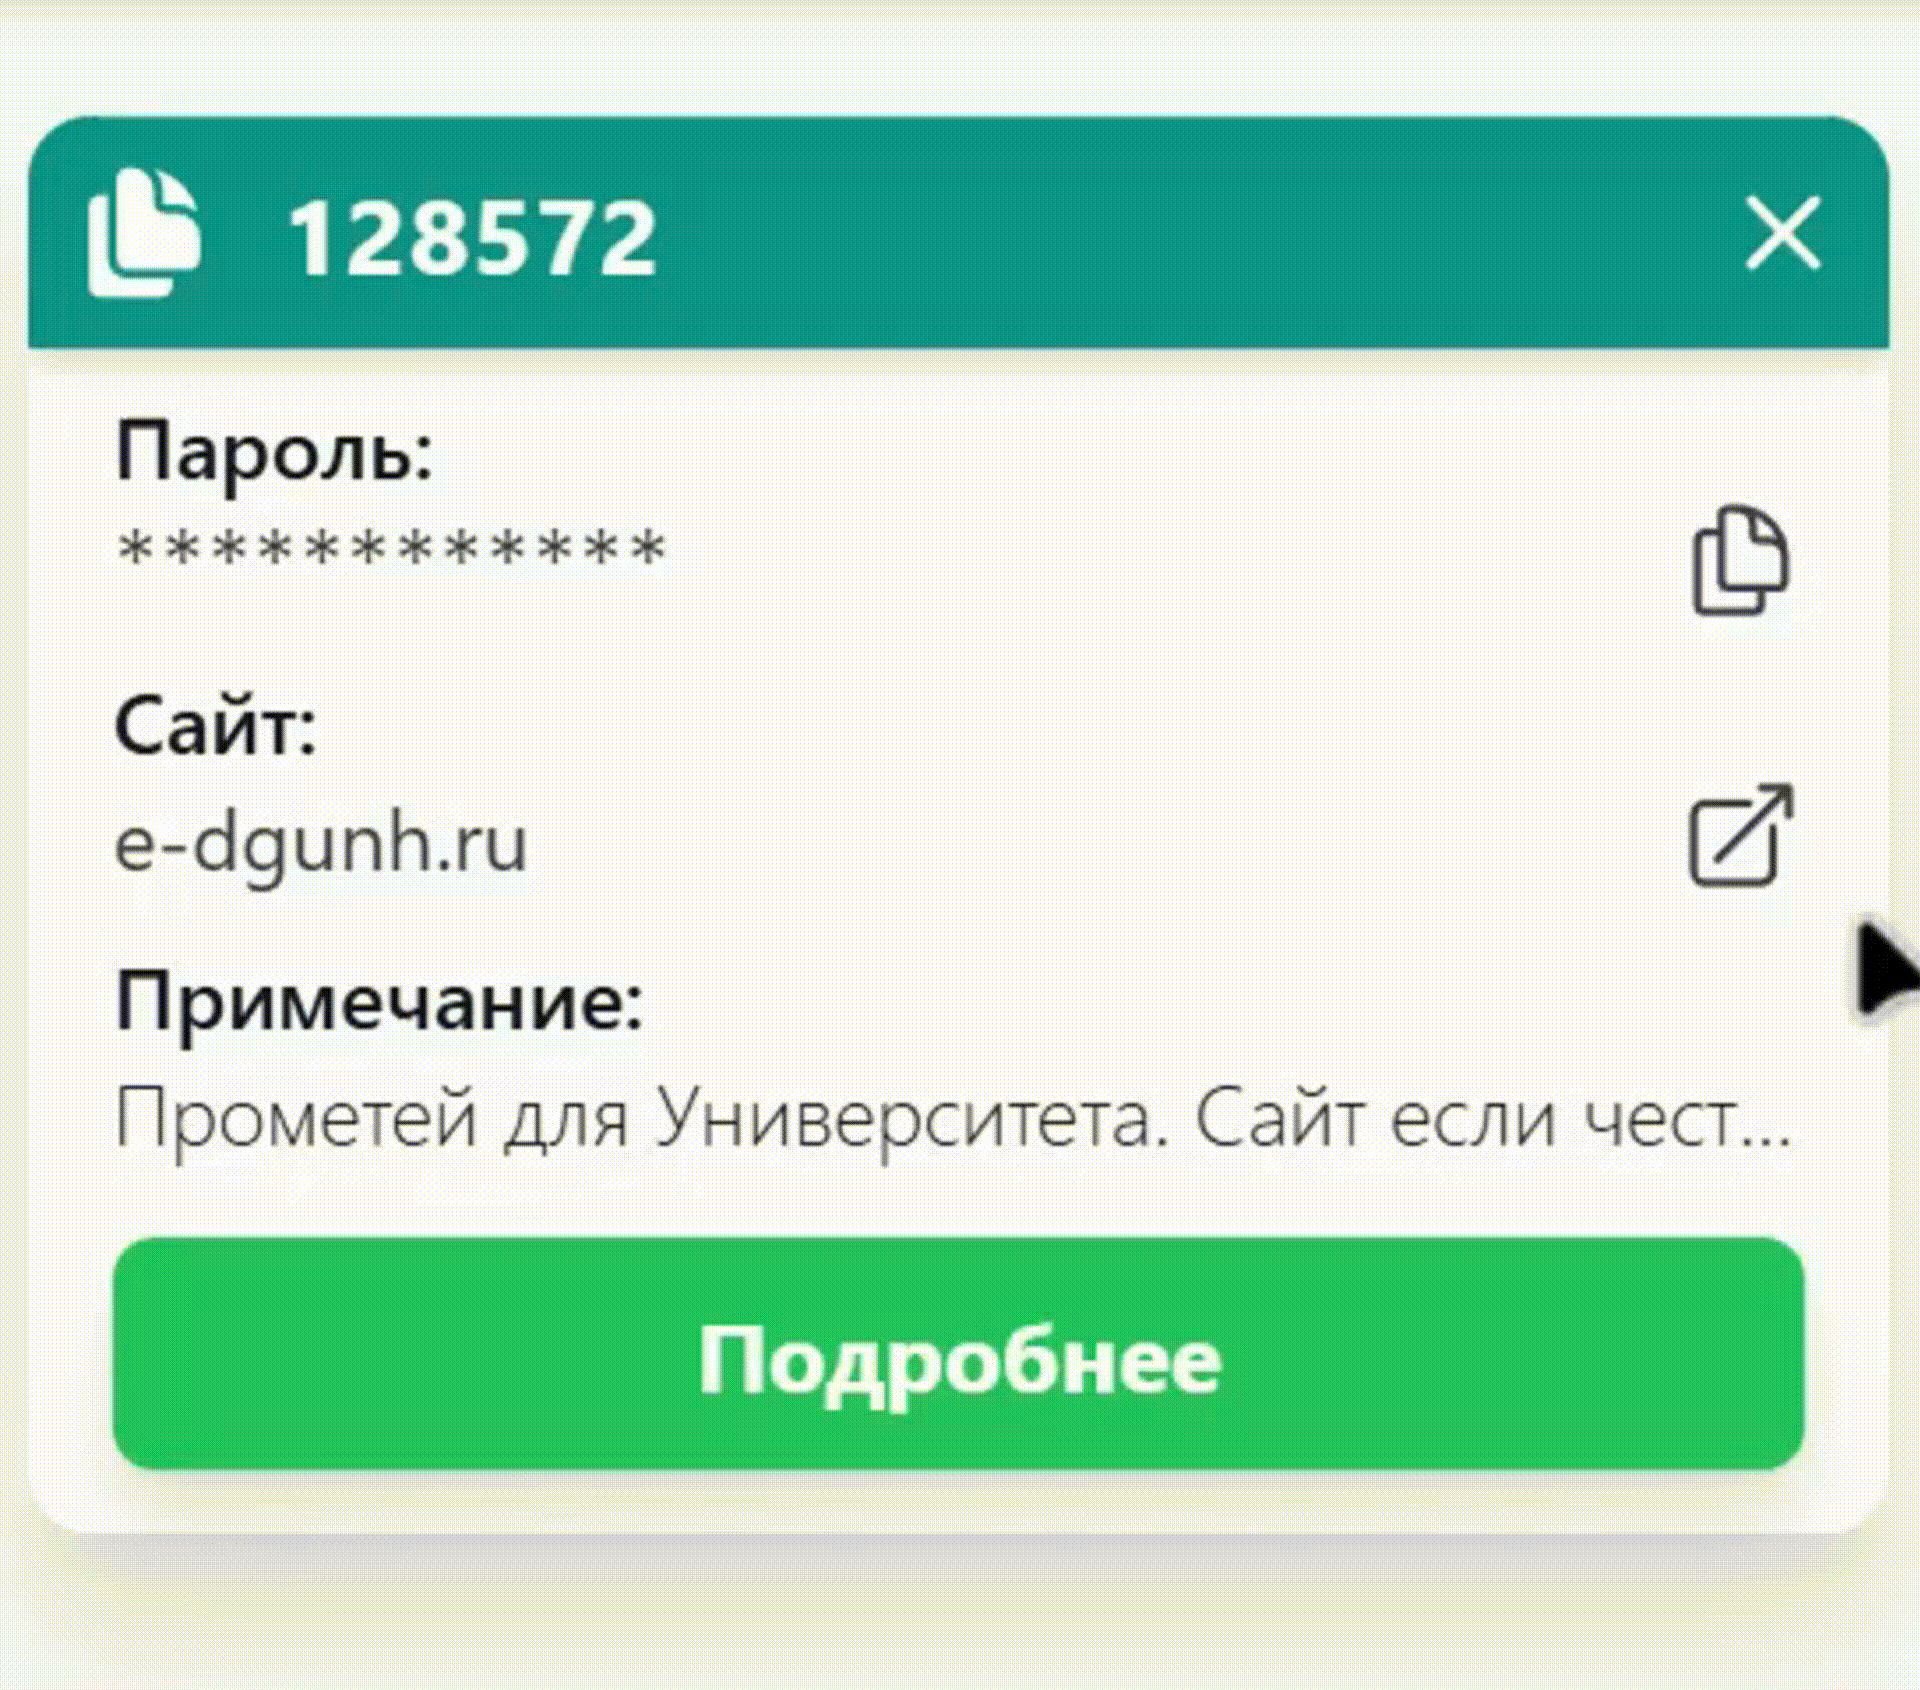 128572
Пароль:
************
Сайт:
e-dgunh.ru
Примечание:
Прометей для Университета. Сайт если чест...
Подробнее